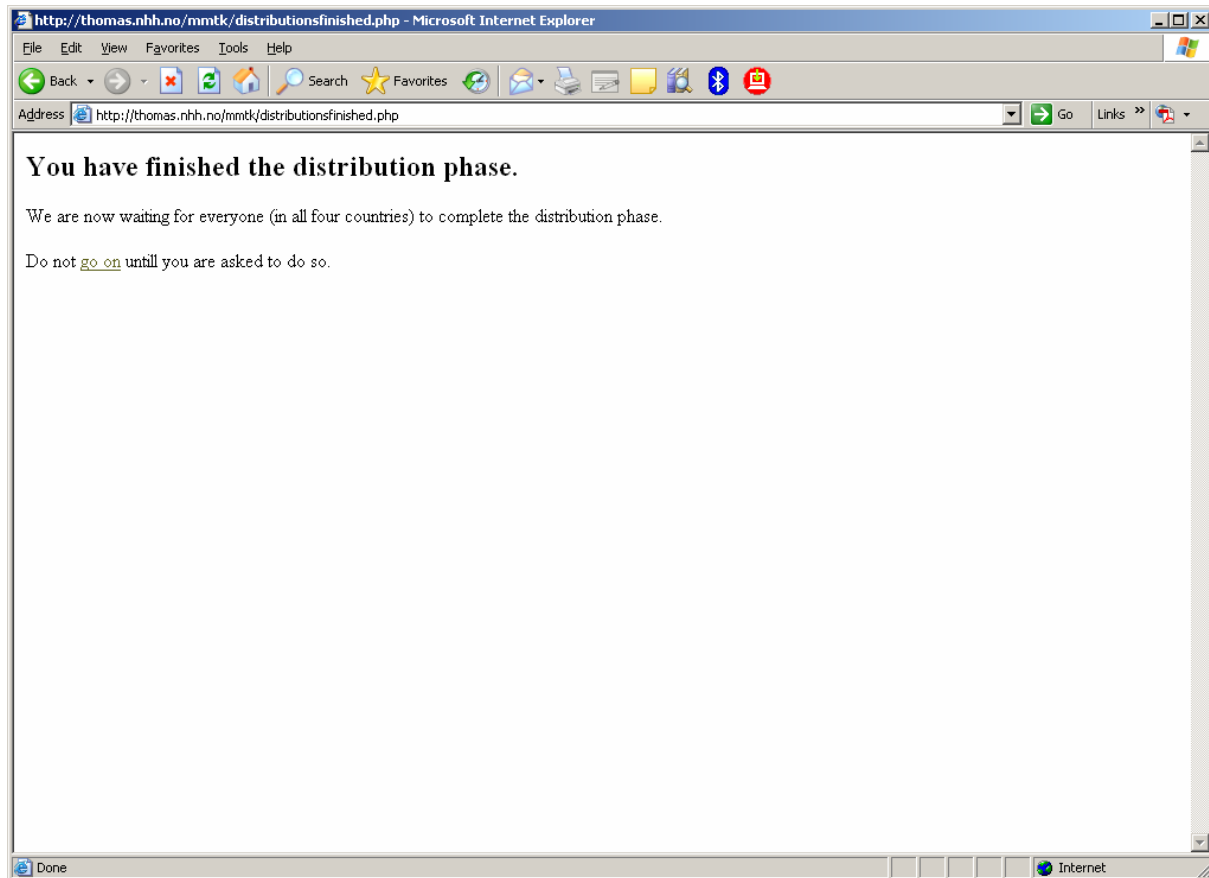 http://thomas.nhh.no/mmtk/distributionsfinished.php - Microsoft Internet Explorer
File Edit View Favorites Tools Help
Back Search Favorites
Address http://thomas.nhh.no/mmtk/distributionsfinished.php Go Links »
You have finished the distribution phase.
We are now waiting for everyone (in all four countries) to complete the distribution phase.
Do not go on untill you are asked to do so.
Done Internet